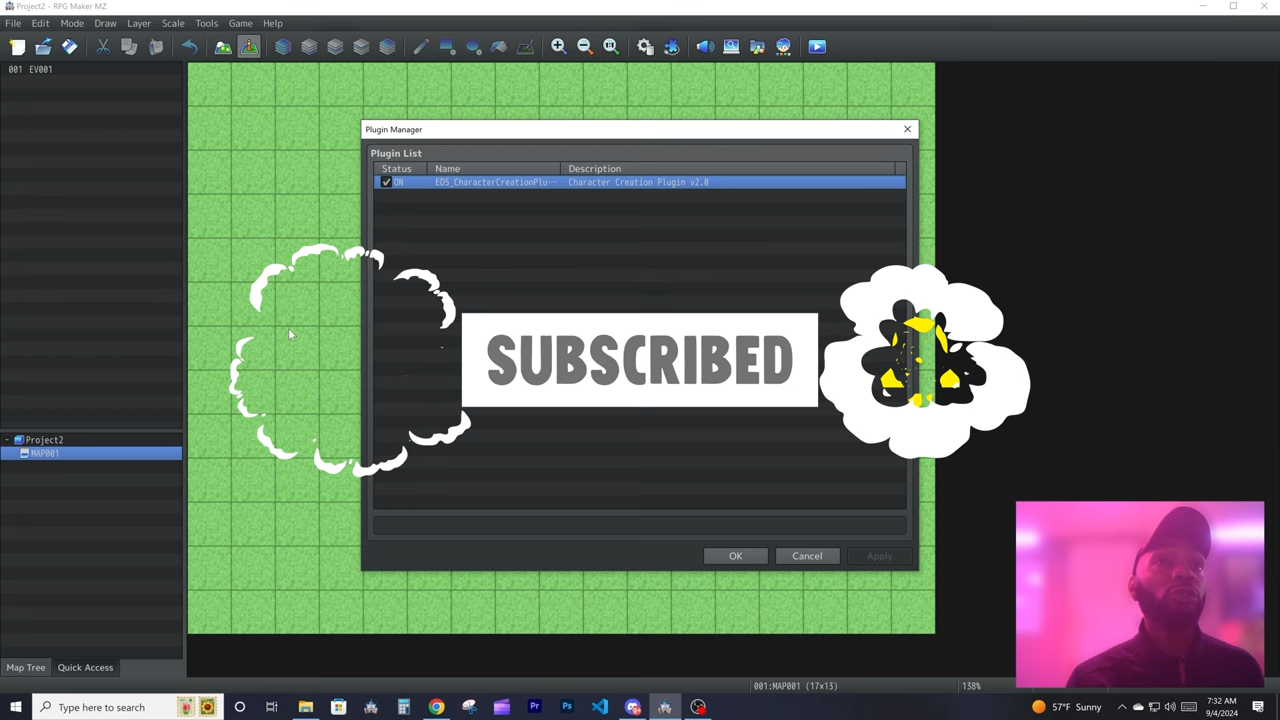 Project2 - RPG Maker MZ
File Edit Mode Draw Layer Scale Tools Game Help
001 EV001
Plugin Manager
Plugin List
Status Name Description
ON ED5_CharacterCreationPlu··· Character Creation Plugin v2.0
SUBSCRIBED
Project2
MAP001
OK Cancel Apply
Map Tree Quick Access
001:MAP001 (17x13) 138%
Type here to search
57°F Sunny
7:32 AM
9/4/2024